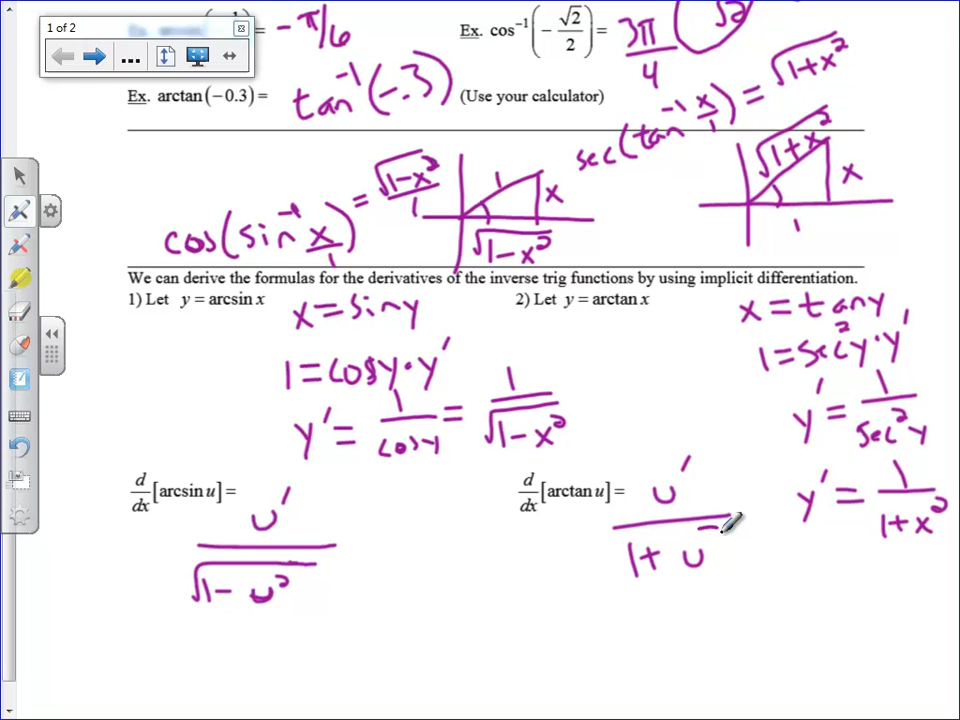 1 of 2
= -π/6
Ex. cos⁻¹(-√2/2) = 3π/4
√2
Ex. arctan(-0.3) = tan⁻¹(-.3) (Use your calculator)
sec(tan⁻¹ x/1) = √1+x²
cos(sin⁻¹ x/1) = √1-x²/1
1
x
√1-x²
√1+x²
x
1
We can derive the formulas for the derivatives of the inverse trig functions by using implicit differentiation.
1) Let y = arcsin x
x = sin y
1 = cos y · y'
y' = 1/cos y = 1/√1-x²
2) Let y = arctan x
x = tan y
1 = sec² y · y'
y' = 1/sec² y
y' = 1/1+x²
d/dx [arcsin u] = u'/√1-u²
d/dx [arctan u] = u'/1+u